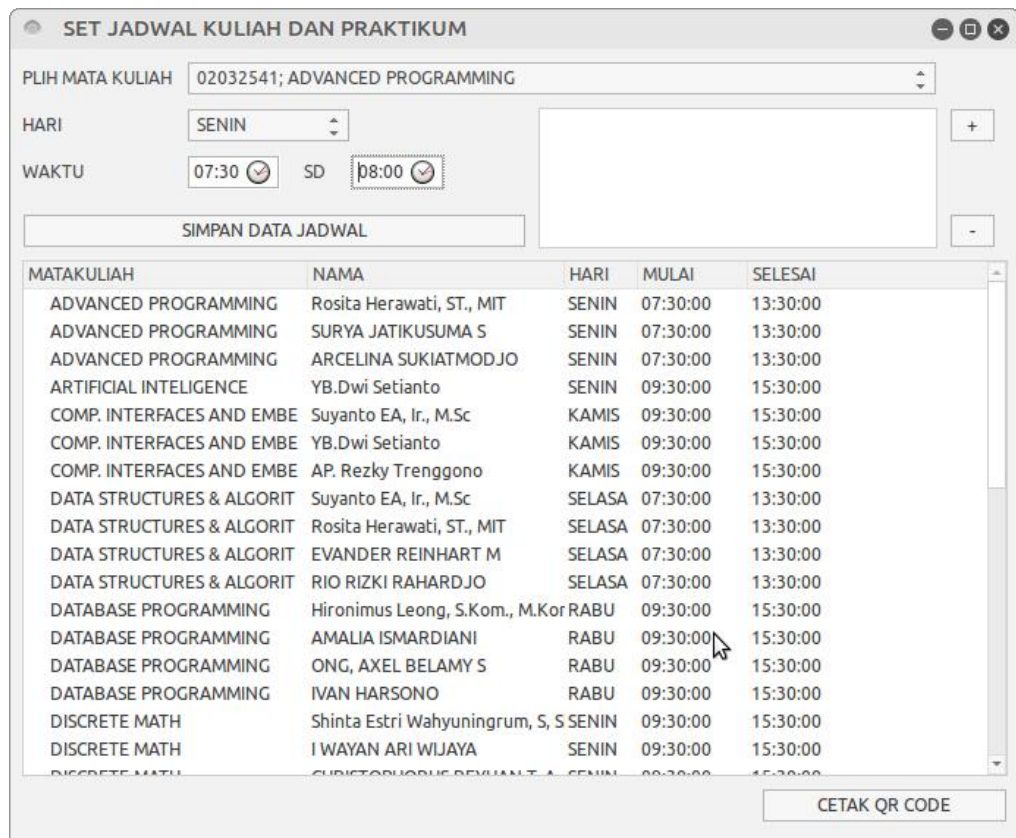 SET JADWAL KULIAH DAN PRAKTIKUM
PLIH MATA KULIAH 02032541; ADVANCED PROGRAMMING
HARI SENIN +
WAKTU 07:30 SD 08:00
SIMPAN DATA JADWAL -
MATAKULIAH NAMA HARI MULAI SELESAI
ADVANCED PROGRAMMING Rosita Herawati, ST., MIT SENIN 07:30:00 13:30:00
ADVANCED PROGRAMMING SURYA JATIKUSUMA S SENIN 07:30:00 13:30:00
ADVANCED PROGRAMMING ARCELINA SUKIATMODJO SENIN 07:30:00 13:30:00
ARTIFICIAL INTELIGENCE YB.Dwi Setianto SENIN 09:30:00 15:30:00
COMP. INTERFACES AND EMBE Suyanto EA, Ir., M.Sc KAMIS 09:30:00 15:30:00
COMP. INTERFACES AND EMBE YB.Dwi Setianto KAMIS 09:30:00 15:30:00
COMP. INTERFACES AND EMBE AP. Rezky Trenggono KAMIS 09:30:00 15:30:00
DATA STRUCTURES & ALGORIT Suyanto EA, Ir., M.Sc SELASA 07:30:00 13:30:00
DATA STRUCTURES & ALGORIT Rosita Herawati, ST., MIT SELASA 07:30:00 13:30:00
DATA STRUCTURES & ALGORIT EVANDER REINHART M SELASA 07:30:00 13:30:00
DATA STRUCTURES & ALGORIT RIO RIZKI RAHARDJO SELASA 07:30:00 13:30:00
DATABASE PROGRAMMING Hironimus Leong, S.Kom., M.Kor RABU 09:30:00 15:30:00
DATABASE PROGRAMMING AMALIA ISMARDIANI RABU 09:30:00 15:30:00
DATABASE PROGRAMMING ONG, AXEL BELAMY S RABU 09:30:00 15:30:00
DATABASE PROGRAMMING IVAN HARSONO RABU 09:30:00 15:30:00
DISCRETE MATH Shinta Estri Wahyuningrum, S, S SENIN 09:30:00 15:30:00
DISCRETE MATH I WAYAN ARI WIJAYA SENIN 09:30:00 15:30:00
DISCRETE MATH SENIN 09:30:00 15:30:00
CETAK QR CODE